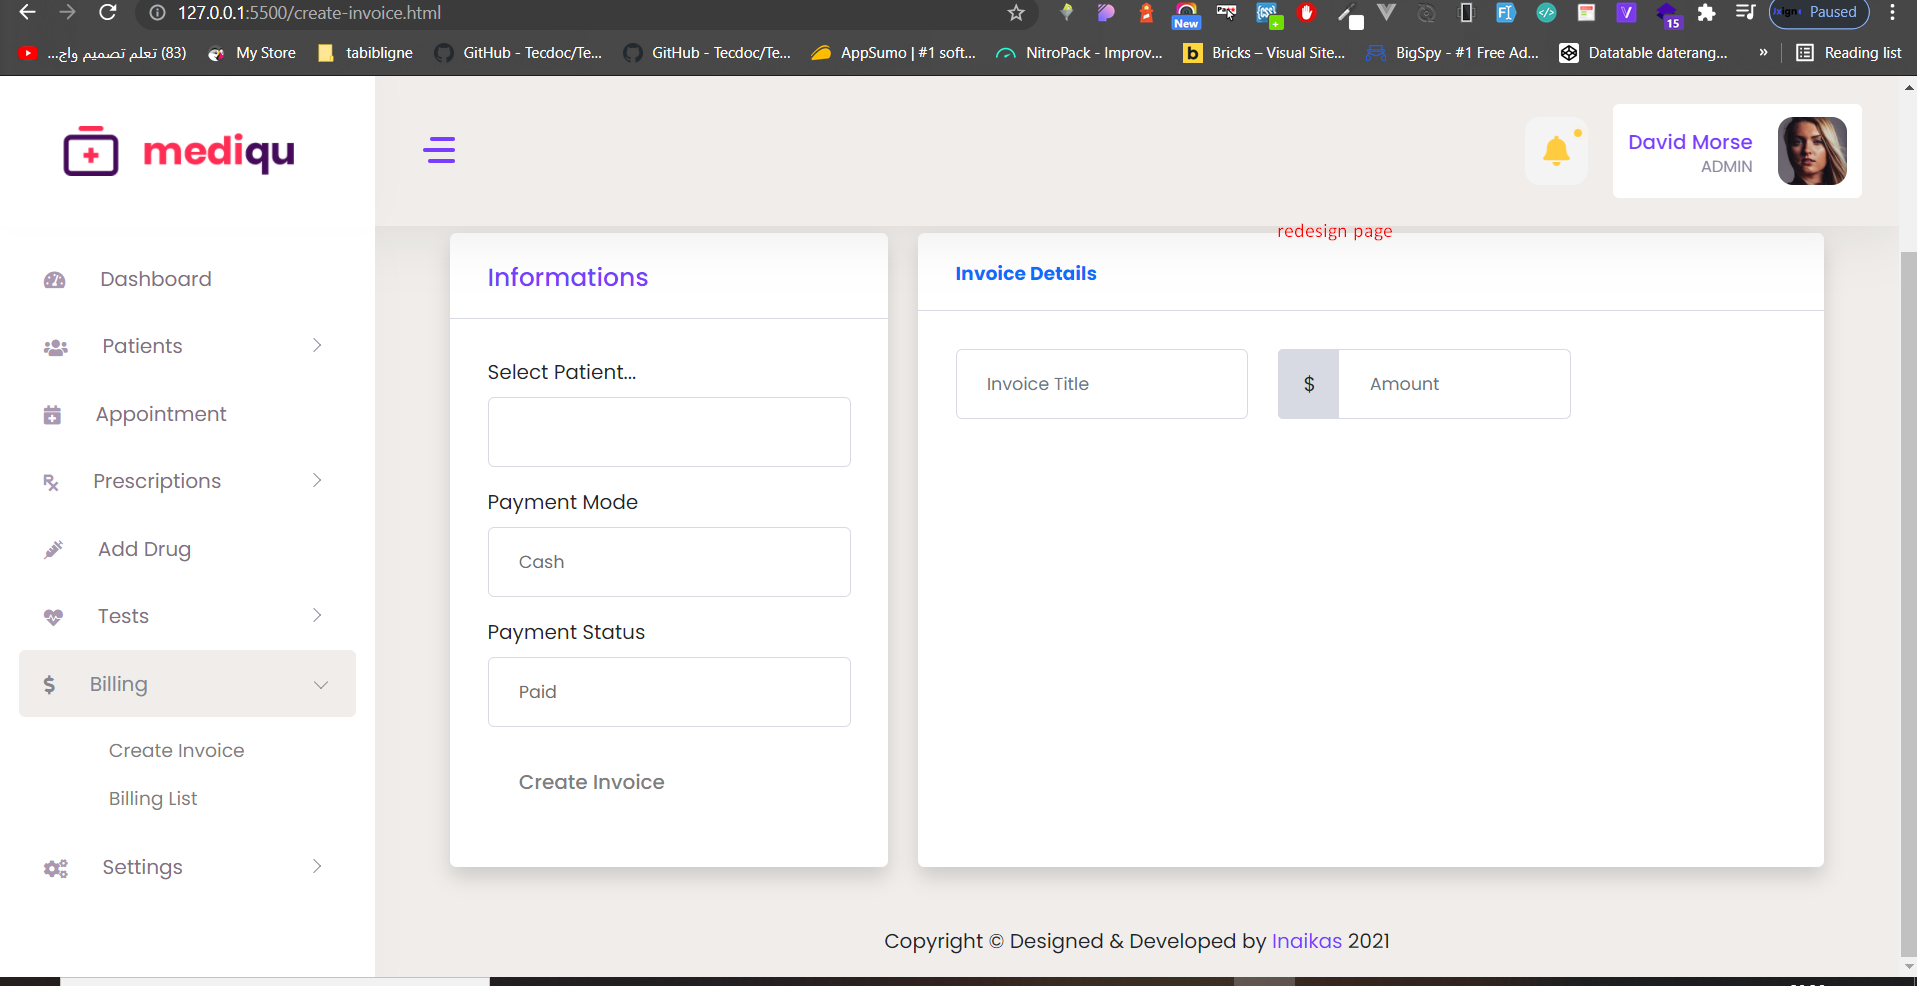 127.0.0.1:5500/create-invoice.html
New
15
Paused
(83) تعلم تصميم واج...
My Store
tabibligne
GitHub - Tecdoc/Te...
GitHub - Tecdoc/Te...
AppSumo | #1 soft...
NitroPack - Improv...
Bricks – Visual Site...
BigSpy - #1 Free Ad...
Datatable daterang...
»
Reading list
mediqu
David Morse
ADMIN
redesign page
Dashboard
Patients
Appointment
Prescriptions
Add Drug
Tests
$ Billing
Create Invoice
Billing List
Settings
Informations
Select Patient...
Payment Mode
Cash
Payment Status
Paid
Create Invoice
Invoice Details
Invoice Title
$ Amount
Copyright © Designed & Developed by Inaikas 2021